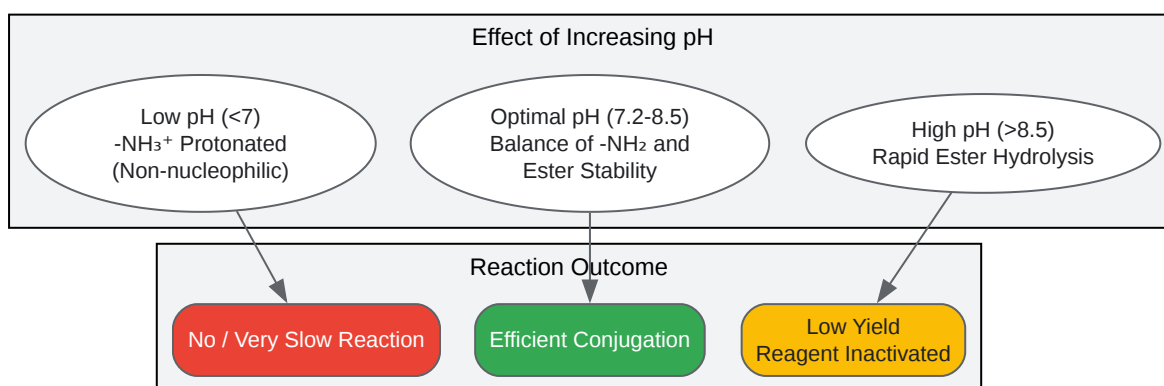 Effect of Increasing pH
Low pH (<7)
-NH₃⁺ Protonated
(Non-nucleophilic)
Optimal pH (7.2-8.5)
Balance of -NH₂ and
Ester Stability
High pH (>8.5)
Rapid Ester Hydrolysis
Reaction Outcome
No / Very Slow Reaction
Efficient Conjugation
Low Yield
Reagent Inactivated